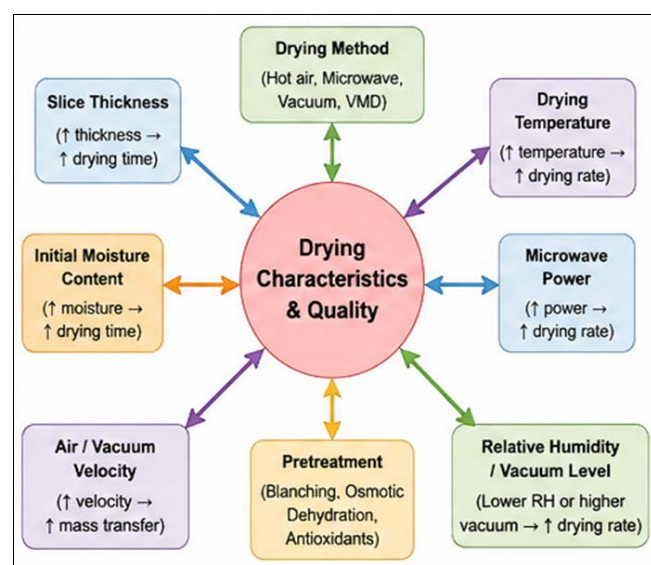 Drying Method
(Hot air, Microwave,
Vacuum, VMD)
Slice Thickness
(↑ thickness →
↑ drying time)
Drying
Temperature
(↑ temperature →
↑ drying rate)
Initial Moisture
Content
(↑ moisture →
↑ drying time)
Drying
Characteristics
& Quality
Microwave
Power
(↑ power →
↑ drying rate)
Air / Vacuum
Velocity
(↑ velocity →
↑ mass transfer)
Pretreatment
(Blanching, Osmotic
Dehydration,
Antioxidants)
Relative Humidity
/ Vacuum Level
(Lower RH or higher
vacuum → ↑ drying rate)